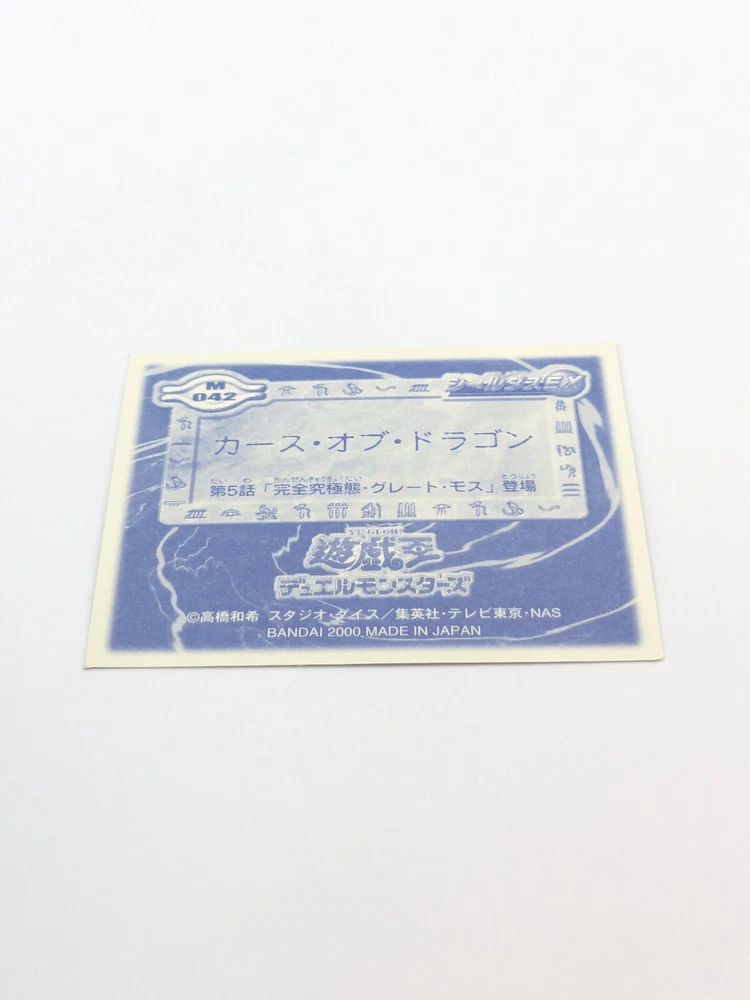 M
042
シールダスEX
カース・オブ・ドラゴン
だい わ かんぜんきゅうきょくたい とうじょう
第5話「完全究極態・グレート・モス」登場
YU-GI-OH!
遊戯王
デュエルモンスターズ
©高橋和希 スタジオ・ダイス／集英社・テレビ東京・NAS
BANDAI 2000 MADE IN JAPAN